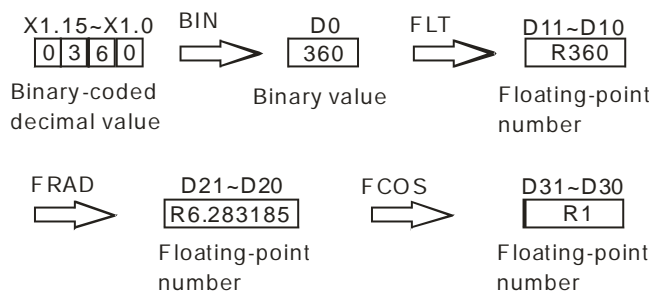 X1.15~X1.0 BIN D0 FLT D11~D10
0 3 6 0 360 R360
Binary-coded decimal value
Binary value
Floating-point number
FRAD D21~D20 FCOS D31~D30
R6.283185 R1
Floating-point number
Floating-point number